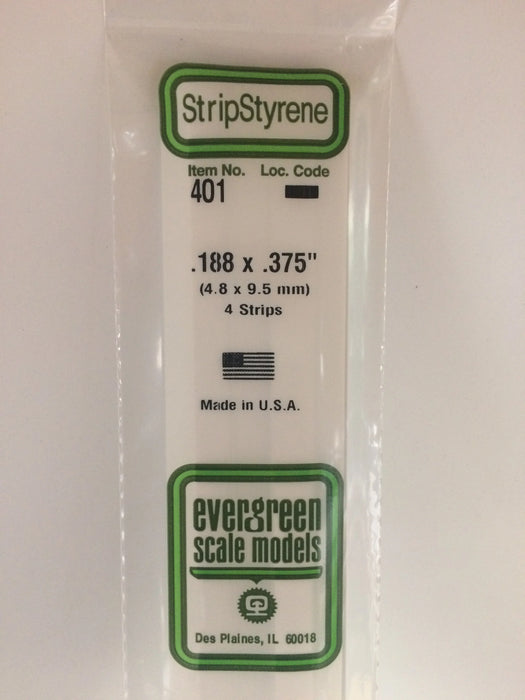 StripStyrene
Item No. Loc. Code
401
.188 x .375"
(4.8 x 9.5 mm)
4 Strips
Made in U.S.A.
evergreen
scale models
Des Plaines, IL 60018